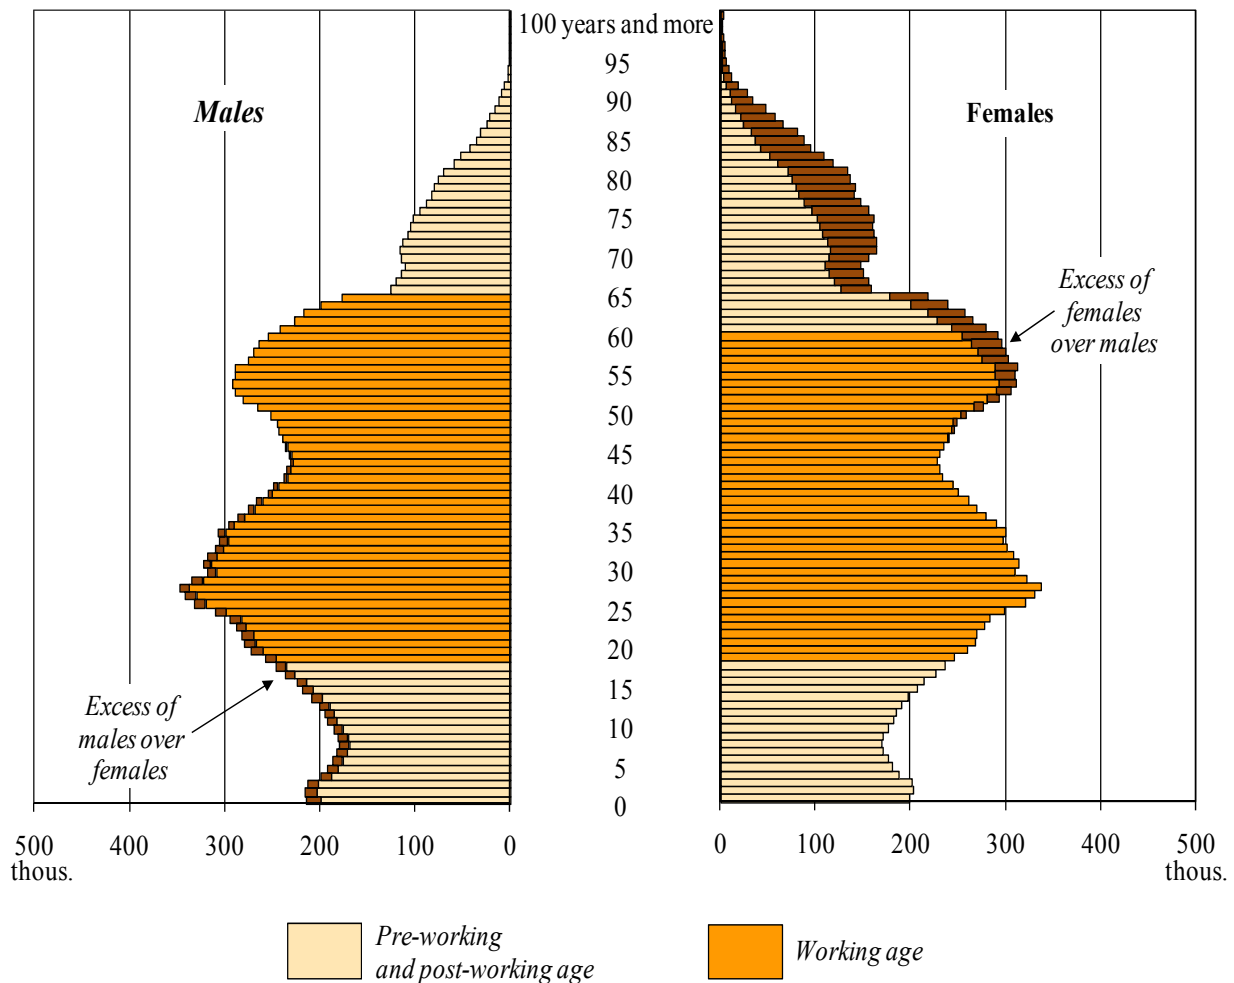 100 years and more
95
90
85
80
75
70
65
60
55
50
45
40
35
30
25
20
15
10
5
0
Males
Females
Excess of
females
over males
Excess of
males over
females
500 400 300 200 100 0
thous.
0 100 200 300 400 500
thous.
Pre-working
and post-working age
Working age